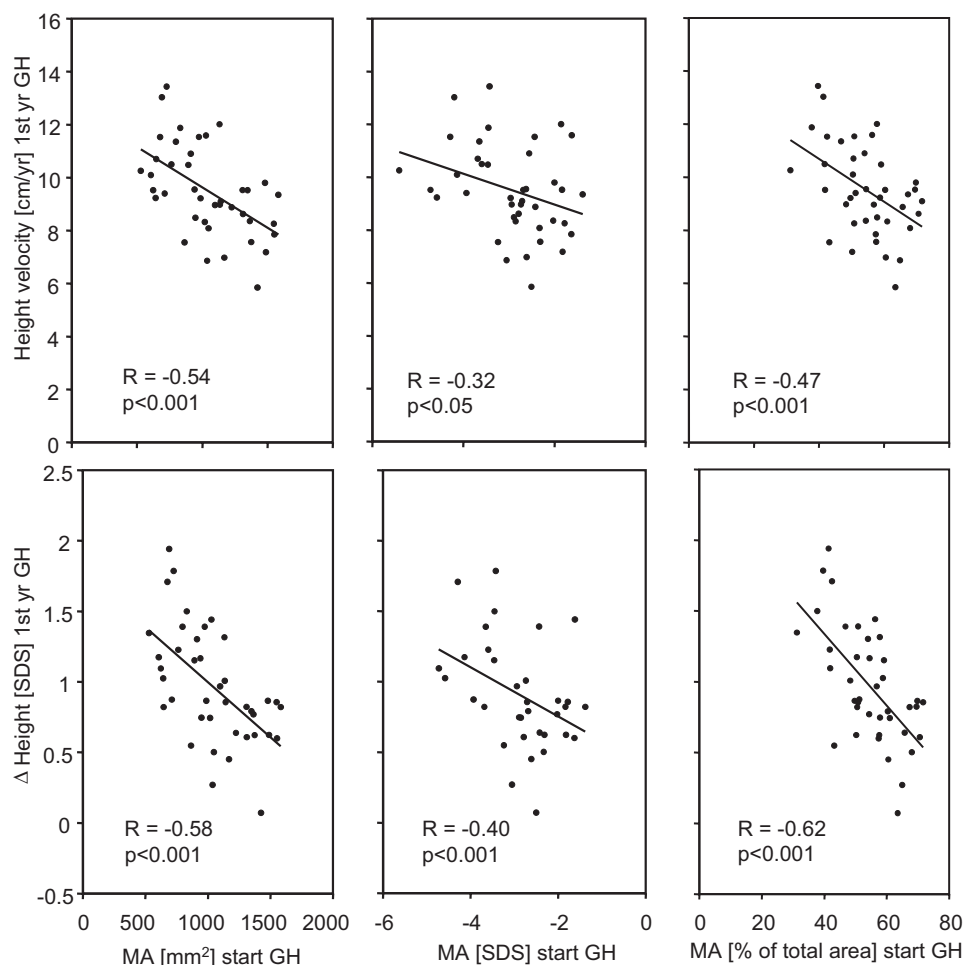 Height velocity [cm/yr] 1st yr GH
16
14
12
10
8
6
4
2
0
R = -0.54
p<0.001
R = -0.32
p<0.05
R = -0.47
p<0.001
Δ Height [SDS] 1st yr GH
2.5
2
1.5
1
0.5
0
-0.5
R = -0.58
p<0.001
R = -0.40
p<0.001
R = -0.62
p<0.001
0 500 1000 1500 2000
-6 -4 -2 0
0 20 40 60 80
MA [mm²] start GH
MA [SDS] start GH
MA [% of total area] start GH